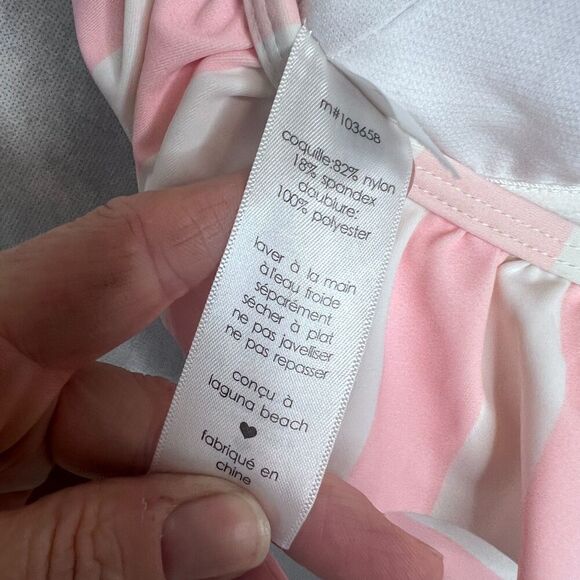 m#103658
coquille:82% nylon
18% spandex
doublure:
100% polyester
laver à la main
à l'eau froide
séparément
sécher à plat
ne pas javelliser
ne pas repasser
conçu à
laguna beach
♥
fabriqué en
chine